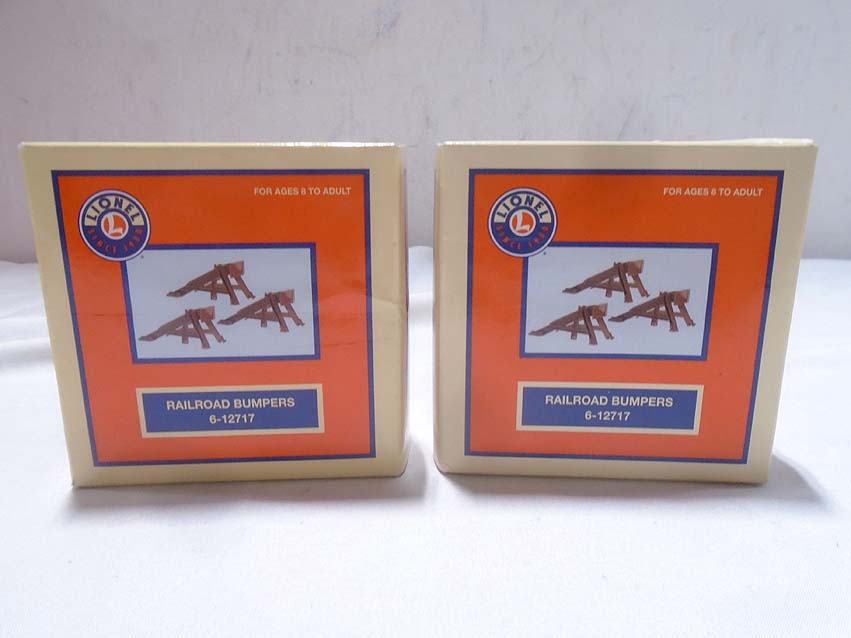 FOR AGES 8 TO ADULT
LIONEL
L
SINCE 1900
RAILROAD BUMPERS
6-12717
FOR AGES 8 TO ADULT
LIONEL
L
SINCE 1900
RAILROAD BUMPERS
6-12717